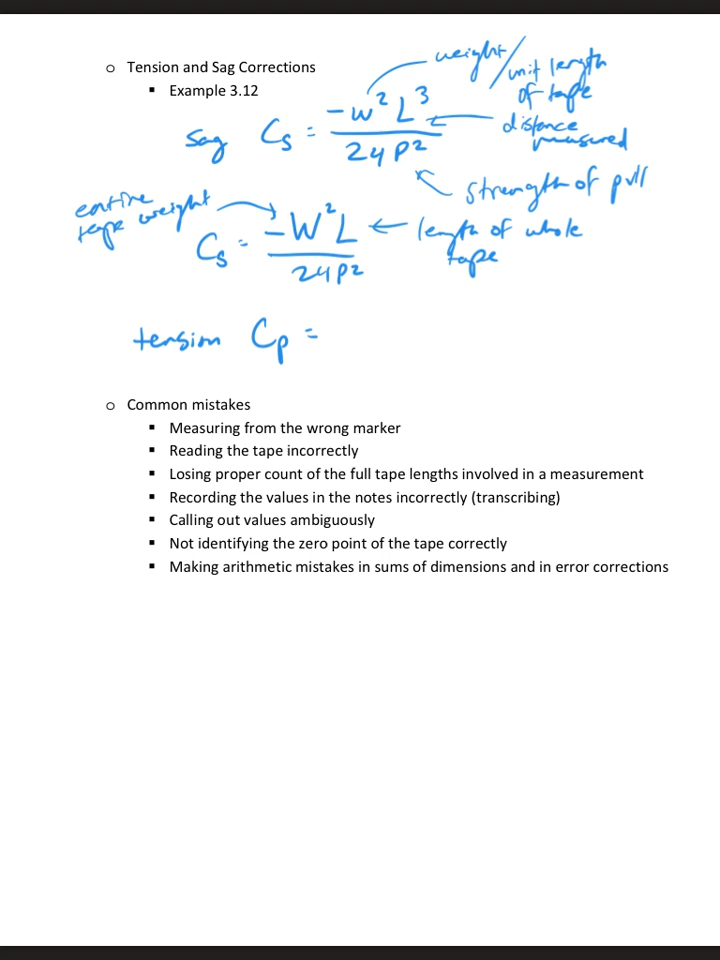 o Tension and Sag Corrections
▪ Example 3.12
weight/unit length of tape
sag Cs = -w²L³ / 24P²
distance measured
strength of pull
entire tape weight
Cs = -W²L / 24P²
length of whole tape
tension Cp =
o Common mistakes
▪ Measuring from the wrong marker
▪ Reading the tape incorrectly
▪ Losing proper count of the full tape lengths involved in a measurement
▪ Recording the values in the notes incorrectly (transcribing)
▪ Calling out values ambiguously
▪ Not identifying the zero point of the tape correctly
▪ Making arithmetic mistakes in sums of dimensions and in error corrections